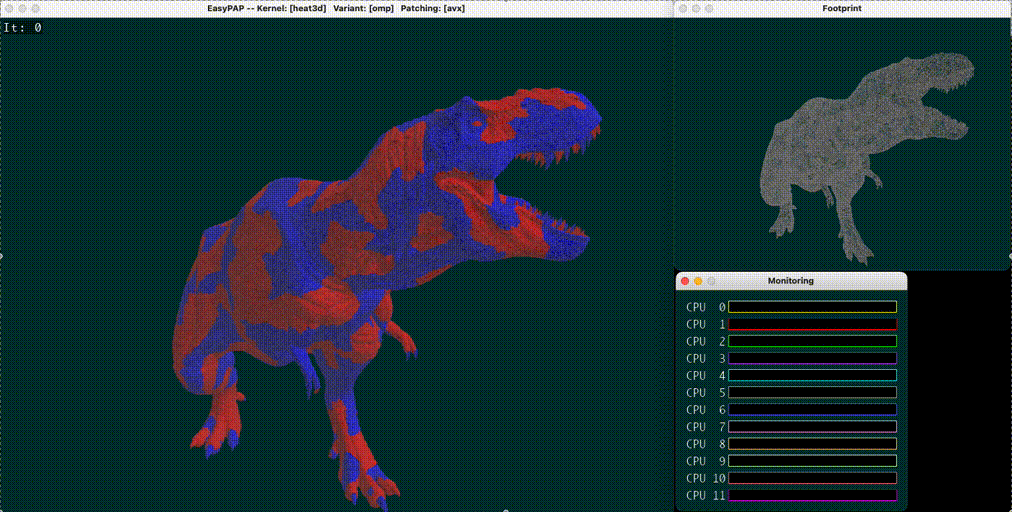 EasyPAP -- Kernel: [heat3d] Variant: [omp] Patching: [avx]
It: 0
Footprint
Monitoring
CPU 0
CPU 1
CPU 2
CPU 3
CPU 4
CPU 5
CPU 6
CPU 7
CPU 8
CPU 9
CPU 10
CPU 11